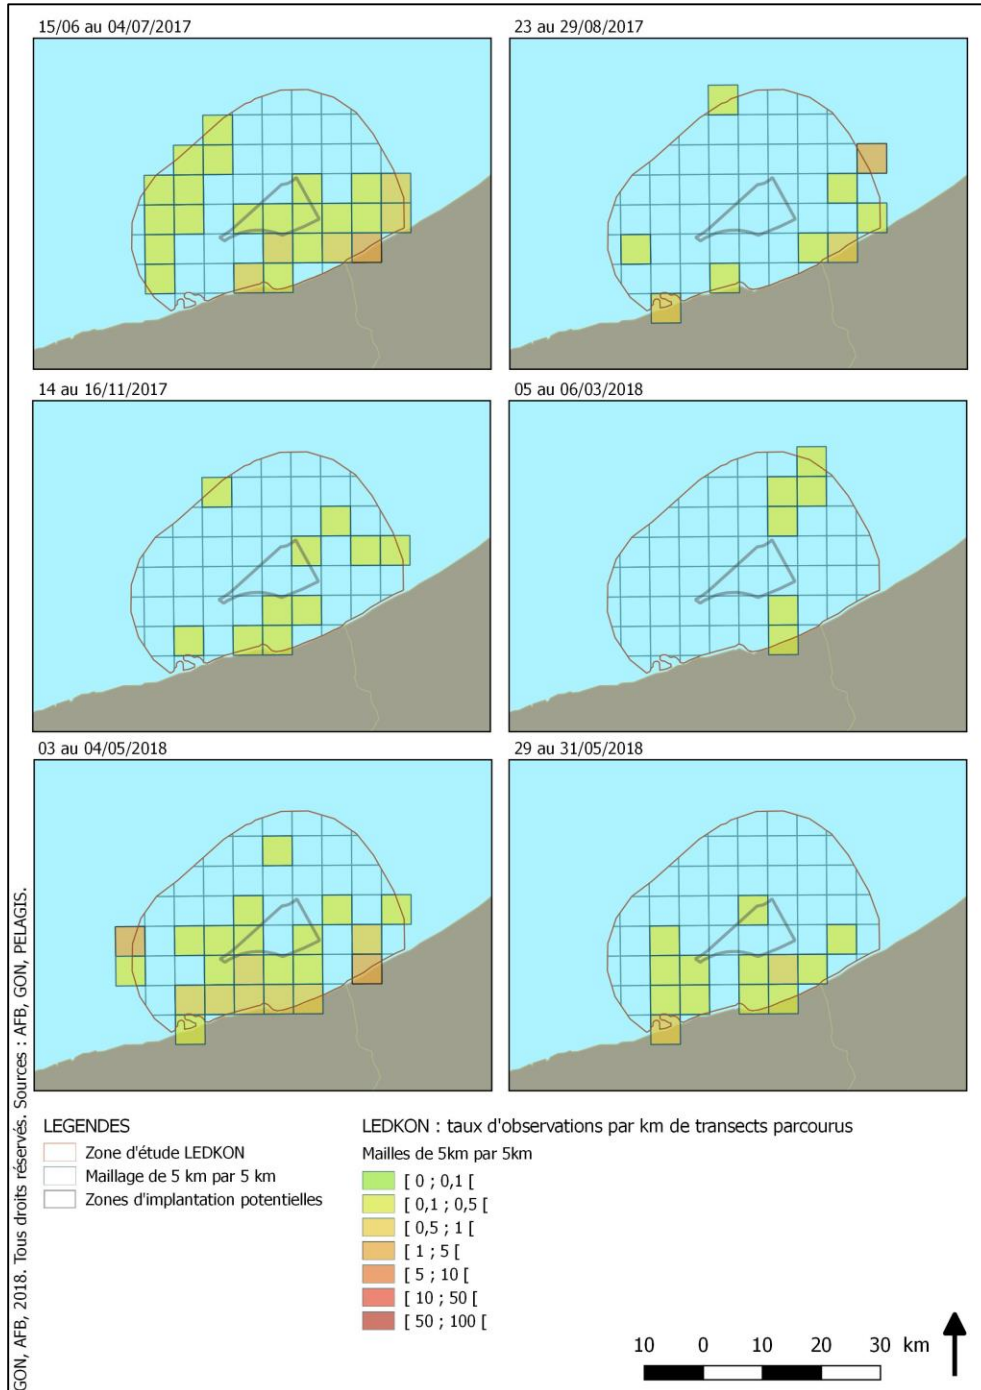 15/06 au 04/07/2017
23 au 29/08/2017
14 au 16/11/2017
05 au 06/03/2018
03 au 04/05/2018
29 au 31/05/2018
GON, AFB, 2018. Tous droits réservés. Sources : AFB, GON, PELAGIS.
LEGENDES
Zone d'étude LEDKON
Maillage de 5 km par 5 km
Zones d'implantation potentielles
LEDKON : taux d'observations par km de transects parcourus
Mailles de 5km par 5km
[ 0 ; 0,1 [
[ 0,1 ; 0,5 [
[ 0,5 ; 1 [
[ 1 ; 5 [
[ 5 ; 10 [
[ 10 ; 50 [
[ 50 ; 100 [
10 0 10 20 30 km